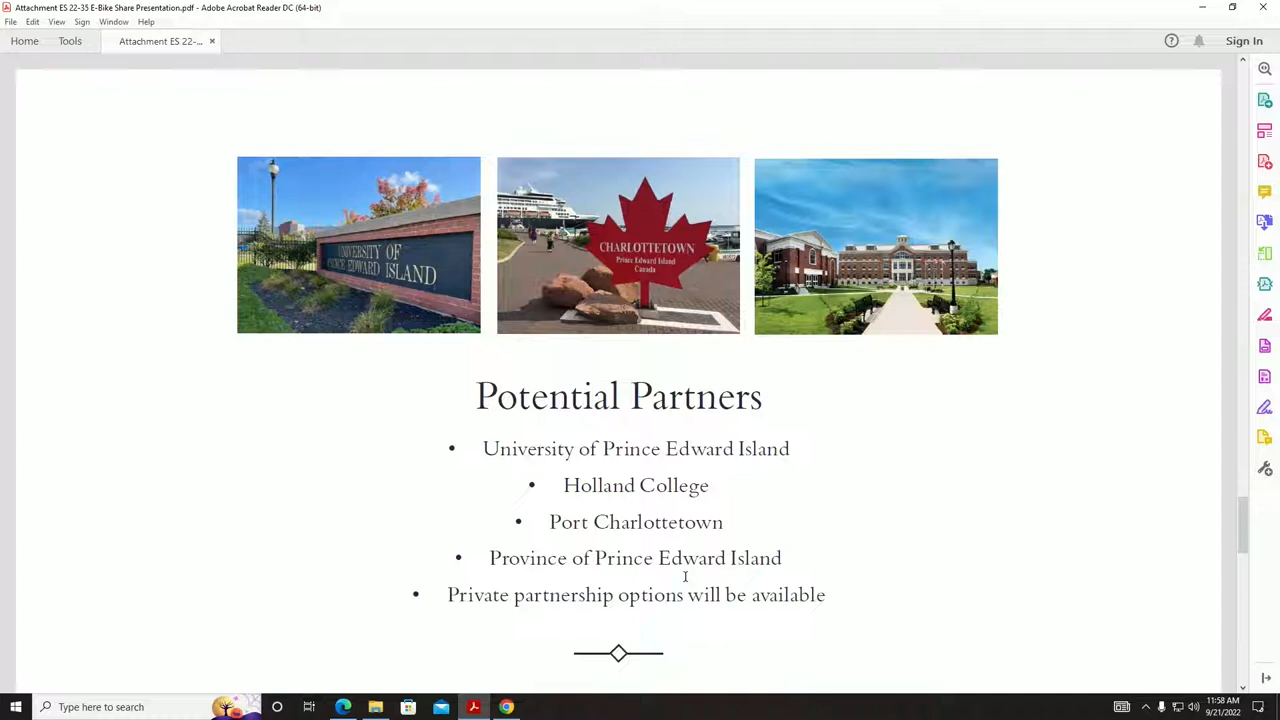 Attachment ES 22-35 E-Bike Share Presentation.pdf - Adobe Acrobat Reader DC (64-bit)
File Edit View Sign Window Help
Home Tools Attachment ES 22-... Sign In
UNIVERSITY OF
PRINCE EDWARD ISLAND
CHARLOTTETOWN
Prince Edward Island
Canada
Potential Partners
• University of Prince Edward Island
• Holland College
• Port Charlottetown
• Province of Prince Edward Island
• Private partnership options will be available
Type here to search
11:58 AM
9/21/2022